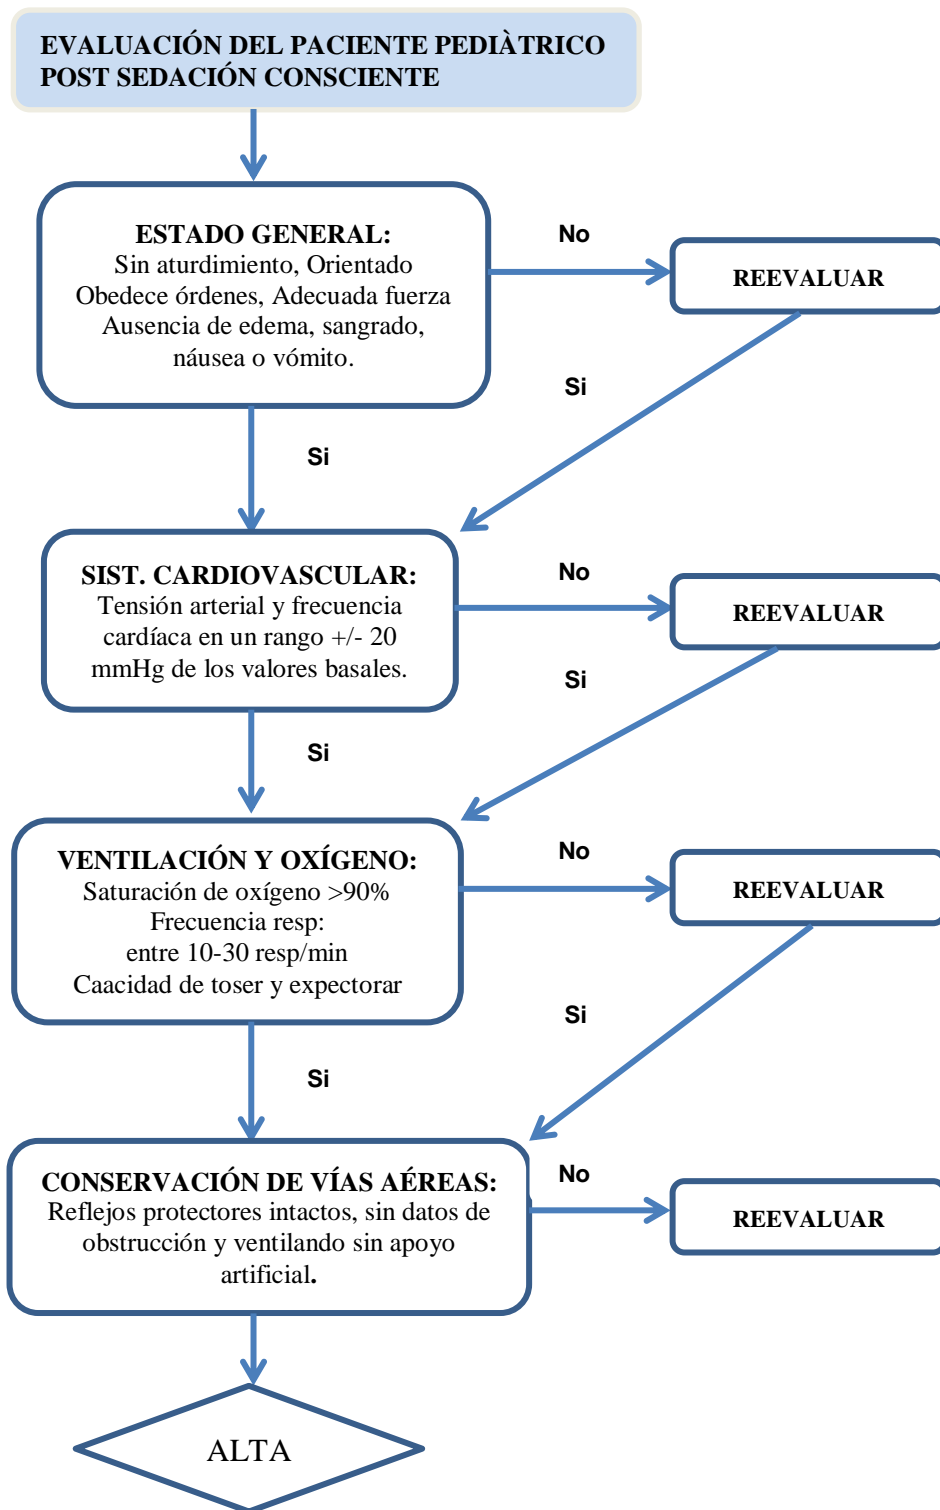 EVALUACIÓN DEL PACIENTE PEDIÀTRICO
POST SEDACIÓN CONSCIENTE
ESTADO GENERAL:
Sin aturdimiento, Orientado
Obedece órdenes, Adecuada fuerza
Ausencia de edema, sangrado,
náusea o vómito.
No
REEVALUAR
Si
Si
SIST. CARDIOVASCULAR:
Tensión arterial y frecuencia
cardíaca en un rango +/- 20
mmHg de los valores basales.
No
REEVALUAR
Si
Si
VENTILACIÓN Y OXÍGENO:
Saturación de oxígeno >90%
Frecuencia resp:
entre 10-30 resp/min
Caacidad de toser y expectorar
No
REEVALUAR
Si
Si
CONSERVACIÓN DE VÍAS AÉREAS:
Reflejos protectores intactos, sin datos de
obstrucción y ventilando sin apoyo
artificial.
No
REEVALUAR
ALTA